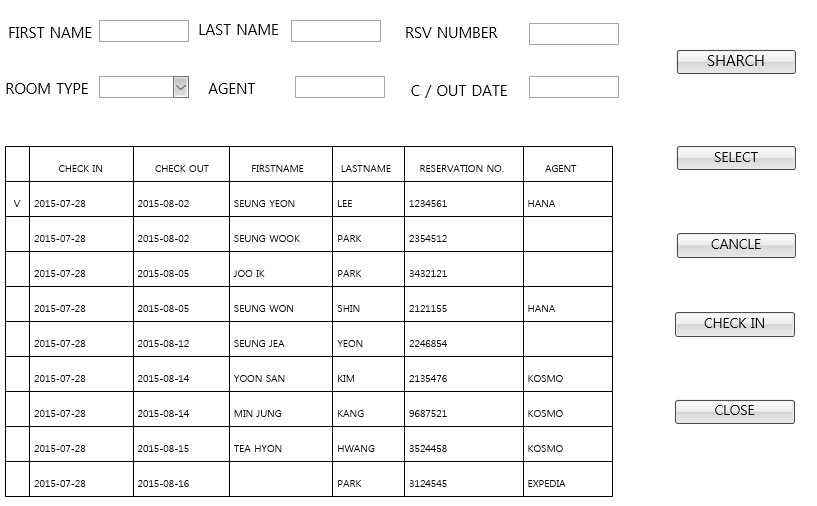 FIRST NAME LAST NAME RSV NUMBER
SHARCH
ROOM TYPE AGENT C / OUT DATE
CHECK IN CHECK OUT FIRSTNAME LASTNAME RESERVATION NO. AGENT
SELECT
V 2015-07-28 2015-08-02 SEUNG YEON LEE 1234561 HANA
2015-07-28 2015-08-02 SEUNG WOOK PARK 2354512
CANCLE
2015-07-28 2015-08-05 JOO IK PARK 3432121
2015-07-28 2015-08-05 SEUNG WON SHIN 2121155 HANA
CHECK IN
2015-07-28 2015-08-12 SEUNG JEA YEON 2246854
2015-07-28 2015-08-14 YOON SAN KIM 2135476 KOSMO
2015-07-28 2015-08-14 MIN JUNG KANG 9687521 KOSMO
CLOSE
2015-07-28 2015-08-15 TEA HYON HWANG 3524458 KOSMO
2015-07-28 2015-08-16 PARK 3124545 EXPEDIA